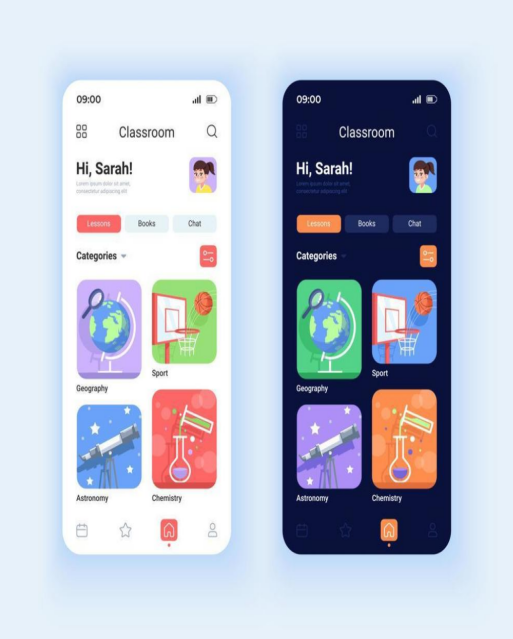 09:00
Classroom
Hi, Sarah!
Lorem ipsum dolor sit amet,
consectetur adipiscing elit
Lessons
Books
Chat
Categories
Geography
Sport
Astronomy
Chemistry
09:00
Classroom
Hi, Sarah!
Lorem ipsum dolor sit amet,
consectetur adipiscing elit
Lessons
Books
Chat
Categories
Geography
Sport
Astronomy
Chemistry